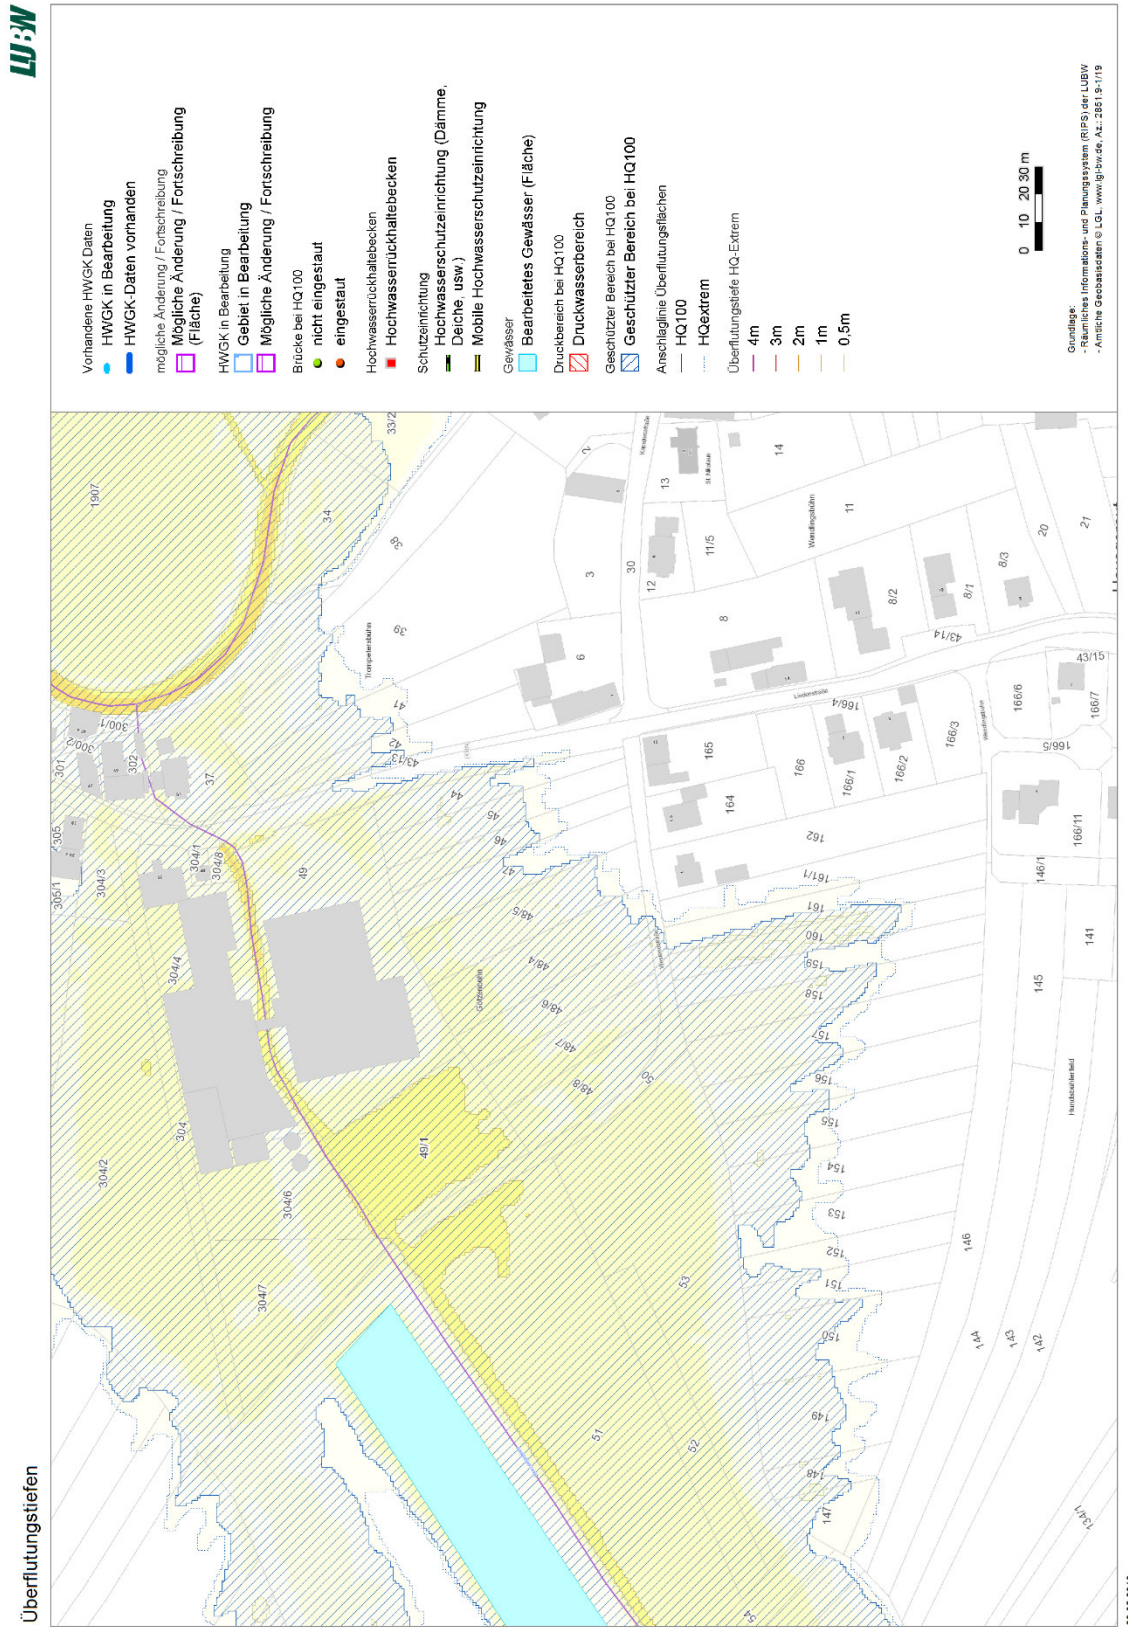 Überflutungstiefen
LUBW
Vorhandene HWGK Daten
HWGK in Bearbeitung
HWGK-Daten vorhanden
mögliche Änderung / Fortschreibung
Mögliche Änderung / Fortschreibung
(Fläche)
HWGK in Bearbeitung
Gebiet in Bearbeitung
Mögliche Änderung / Fortschreibung
Brücke bei HQ100
nicht eingestaut
eingestaut
Hochwasserrückhaltebecken
Hochwasserrückhaltebecken
Schutzeinrichtung
Hochwasserschutzeinrichtung (Dämme,
Deiche, usw.)
Mobile Hochwasserschutzeinrichtung
Gewässer
Bearbeitetes Gewässer (Fläche)
Druckbereich bei HQ100
Druckwasserbereich
Geschützter Bereich bei HQ100
Geschützter Bereich bei HQ100
Anschlaglinie Überflutungsflächen
HQ100
HQextrem
Überflutungstiefe HQ-Extrem
4m
3m
2m
1m
0,5m
0 10 20 30 m
Grundlage:
- Räumliches Informations- und Planungssystem (RIPS) der LUBW
- Amtliche Geobasisdaten © LGL, www.lgl-bw.de, Az.: 2851.9-1/19
1907
33/2
34
38
39
Trompetersbühn
41
42
43/13
300/1
300/2
301
302
37
305
305/1
304/3
304/1
304/8
304/4
304
304/2
304/6
304/7
49
49/1
44
45
46
47
48/5
48/4
48/6
48/7
48/8
Götzenbühn
50
51
52
53
54
2
3
6
30
12
13
St. Nikolaus
14
11
11/5
Wendlingsbühn
8
8/2
8/1
8/3
20
21
43/14
43/15
Lindenstraße
166/4
165
164
166
166/1
166/2
166/3
166/6
166/7
166/5
166/11
162
161/1
161
160
159
158
157
156
155
154
153
152
151
150
149
148
147
146/1
145
141
146
144
143
142
134/1
Hundsbühlenfeld